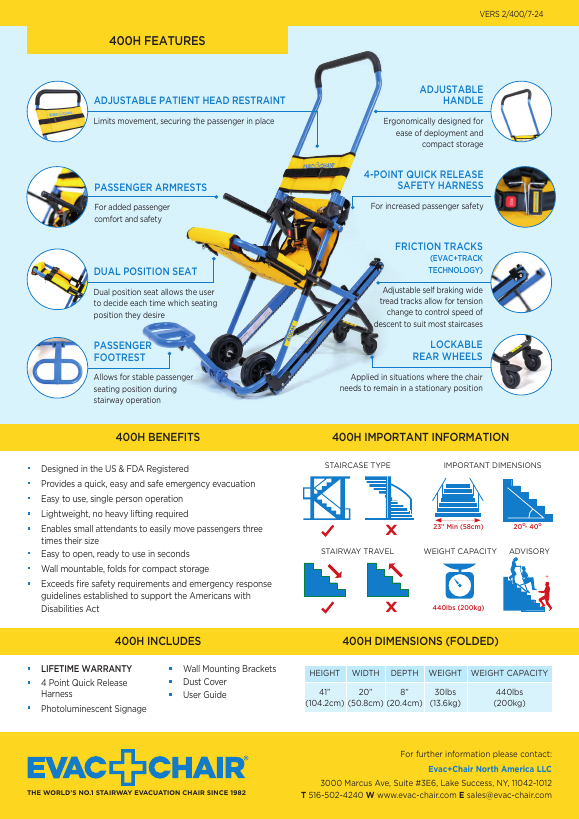 VERS 2/400/7-24
400H FEATURES
ADJUSTABLE PATIENT HEAD RESTRAINT
Limits movement, securing the passenger in place
ADJUSTABLE
HANDLE
Ergonomically designed for
ease of deployment and
compact storage
PASSENGER ARMRESTS
For added passenger
comfort and safety
4-POINT QUICK RELEASE
SAFETY HARNESS
For increased passenger safety
DUAL POSITION SEAT
Dual position seat allows the user
to decide each time which seating
position they desire
FRICTION TRACKS
(EVAC+TRACK
TECHNOLOGY)
Adjustable self braking wide
tread tracks allow for tension
change to control speed of
descent to suit most staircases
PASSENGER
FOOTREST
Allows for stable passenger
seating position during
stairway operation
LOCKABLE
REAR WHEELS
Applied in situations where the chair
needs to remain in a stationary position
EVAC+CHAIR
400H BENEFITS
Designed in the US & FDA Registered
Provides a quick, easy and safe emergency evacuation
Easy to use, single person operation
Lightweight, no heavy lifting required
Enables small attendants to easily move passengers three
times their size
Easy to open, ready to use in seconds
Wall mountable, folds for compact storage
Exceeds fire safety requirements and emergency response
guidelines established to support the Americans with
Disabilities Act
400H IMPORTANT INFORMATION
STAIRCASE TYPE
IMPORTANT DIMENSIONS
23" Min (58cm)
20°- 40°
STAIRWAY TRAVEL
WEIGHT CAPACITY
ADVISORY
440lbs (200kg)
400H INCLUDES
LIFETIME WARRANTY
4 Point Quick Release
Harness
Photoluminescent Signage
Wall Mounting Brackets
Dust Cover
User Guide
400H DIMENSIONS (FOLDED)
HEIGHT WIDTH DEPTH WEIGHT WEIGHT CAPACITY
41" 20" 8" 30lbs 440lbs
(104.2cm) (50.8cm) (20.4cm) (13.6kg) (200kg)
EVAC+CHAIR®
THE WORLD'S NO.1 STAIRWAY EVACUATION CHAIR SINCE 1982
For further information please contact:
Evac+Chair North America LLC
3000 Marcus Ave, Suite #3E6, Lake Success, NY, 11042-1012
T 516-502-4240 W www.evac-chair.com E sales@evac-chair.com